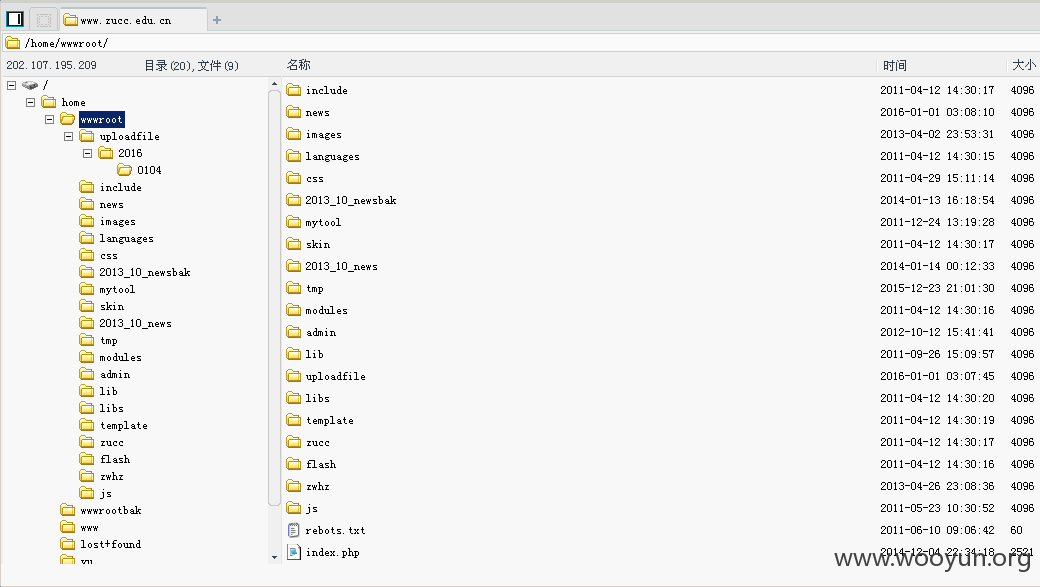 www.zucc.edu.cn
/home/wwwroot/
202.107.195.209 目录(20),文件(9) 名称 时间 大小
/
home
wwwroot
uploadfile
2016
0104
include
news
images
languages
css
2013_10_newsbak
mytool
skin
2013_10_news
tmp
modules
admin
lib
libs
template
zucc
flash
zwhz
js
wwwrootbak
www
lost+found
include 2011-04-12 14:30:17 4096
news 2016-01-01 03:08:10 4096
images 2013-04-02 23:53:31 4096
languages 2011-04-12 14:30:15 4096
css 2011-04-29 15:11:14 4096
2013_10_newsbak 2014-01-13 16:18:54 4096
mytool 2011-12-24 13:19:28 4096
skin 2011-04-12 14:30:17 4096
2013_10_news 2014-01-14 00:12:33 4096
tmp 2015-12-23 21:01:30 4096
modules 2011-04-12 14:30:16 4096
admin 2012-10-12 15:41:41 4096
lib 2011-09-26 15:09:57 4096
uploadfile 2016-01-01 03:07:45 4096
libs 2011-04-12 14:30:20 4096
template 2011-04-12 14:30:19 4096
zucc 2011-04-12 14:30:17 4096
flash 2011-04-12 14:30:16 4096
zwhz 2013-04-26 23:08:36 4096
js 2011-05-23 10:30:52 4096
rebots.txt 2011-06-10 09:06:42 60
index.php 2014-12-04 22:34:18 2521
www.wooyun.org